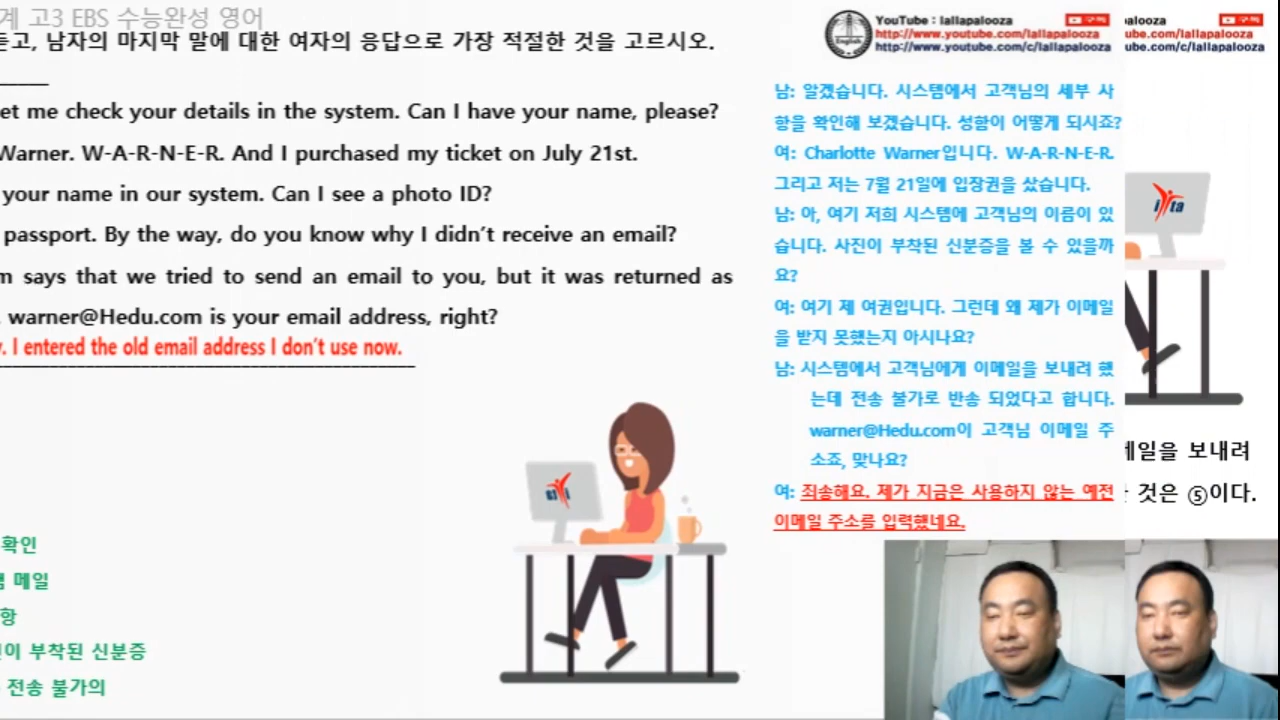 계 고3 EBS 수능완성 영어
듣고, 남자의 마지막 말에 대한 여자의 응답으로 가장 적절한 것을 고르시오.
et me check your details in the system. Can I have your name, please?
Warner. W-A-R-N-E-R. And I purchased my ticket on July 21st.
your name in our system. Can I see a photo ID?
passport. By the way, do you know why I didn't receive an email?
m says that we tried to send an email to you, but it was returned as
. warner@Hedu.com is your email address, right?
y. I entered the old email address I don't use now.
확인
메일
항
이 부착된 신분증
전송 불가의
YouTube : lallapalooza 구독
http://www.youtube.com/lallapalooza
http://www.youtube.com/c/lallapalooza
palooza 구독
be.com/lallapalooza
be.com/c/lallapalooza
남: 알겠습니다. 시스템에서 고객님의 세부 사
항을 확인해 보겠습니다. 성함이 어떻게 되시죠?
여: Charlotte Warner입니다. W-A-R-N-E-R.
그리고 저는 7월 21일에 입장권을 샀습니다.
남: 아, 여기 저희 시스템에 고객님의 이름이 있
습니다. 사진이 부착된 신분증을 볼 수 있을까
요?
여: 여기 제 여권입니다. 그런데 왜 제가 이메일
을 받지 못했는지 아시나요?
남: 시스템에서 고객님에게 이메일을 보내려 했
는데 전송 불가로 반송 되었다고 합니다.
warner@Hedu.com이 고객님 이메일 주
소죠, 맞나요?
여: 죄송해요. 제가 지금은 사용하지 않는 예전
이메일 주소를 입력했네요.
메일을 보내려
것은 ⑤이다.